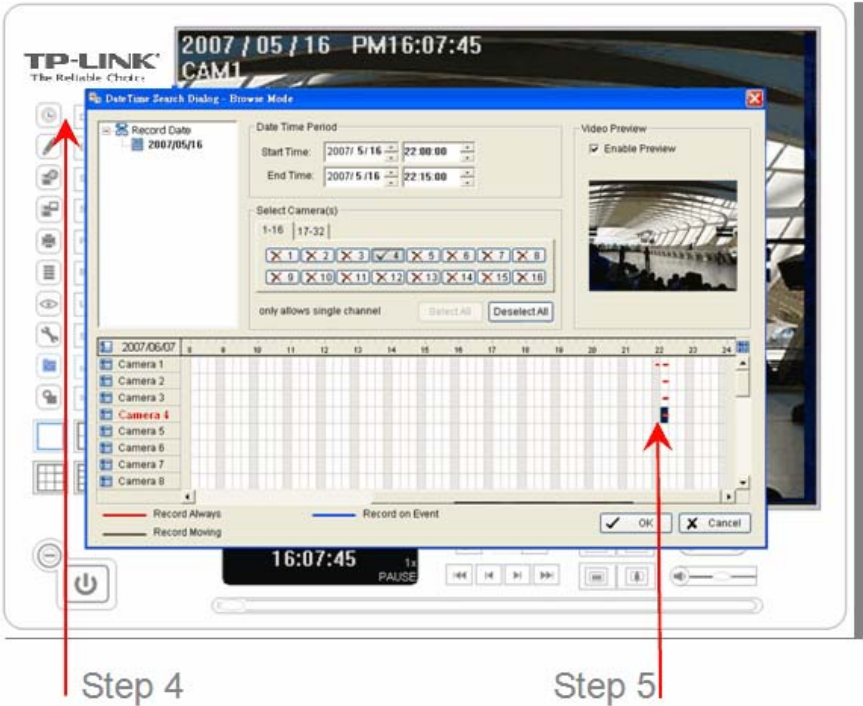 2007 / 05 / 16 PM16:07:45
CAM1
TP-LINK
The Reliable Choice
DateTime Search Dialog - Browse Mode
Record Date
2007/05/16
Date Time Period
Start Time: 2007/ 5/16 22:00:00
End Time: 2007/ 5/16 22:15:00
Select Camera(s)
1-16 17-32
1 2 3 4 5 6 7 8
9 10 11 12 13 14 15 16
only allows single channel Select All Deselect All
Video Preview
Enable Preview
2007/06/07 8 9 10 11 12 13 14 15 16 17 18 19 20 21 22 23 24
Camera 1
Camera 2
Camera 3
Camera 4
Camera 5
Camera 6
Camera 7
Camera 8
Record Always Record on Event
Record Moving
OK Cancel
16:07:45 1x
PAUSE
Step 4 Step 5